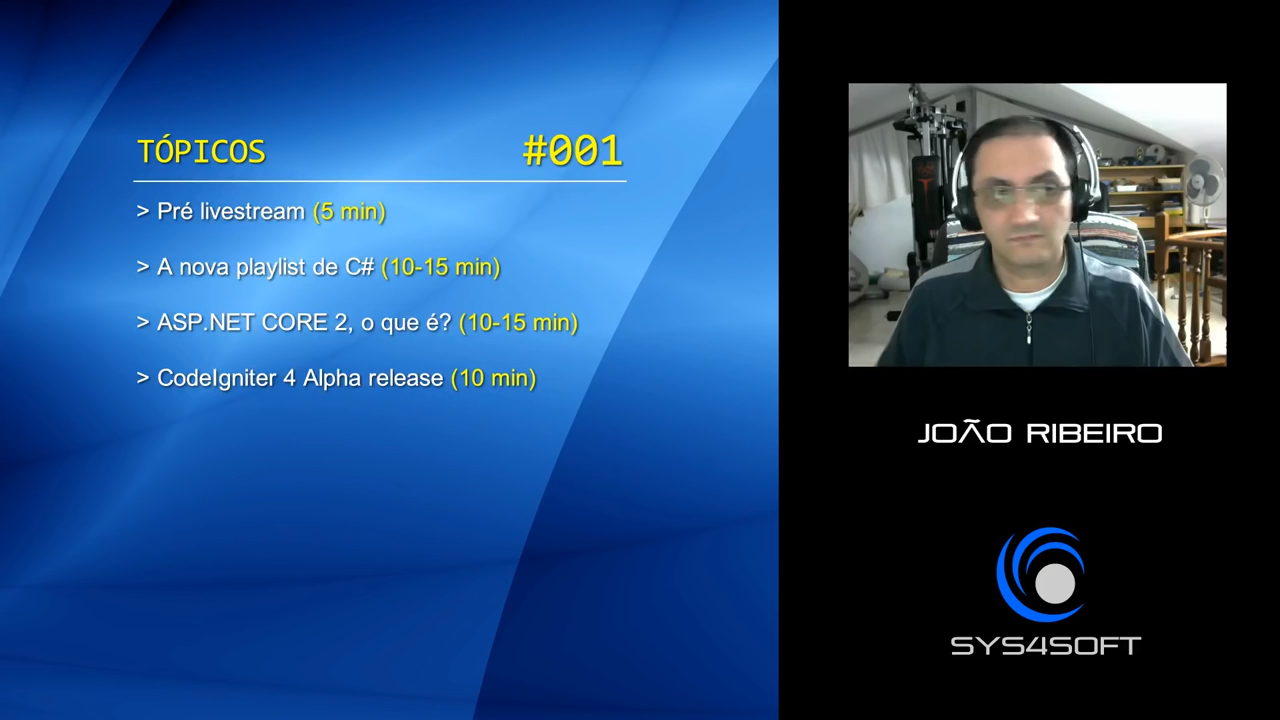 TÓPICOS #001
> Pré livestream (5 min)
> A nova playlist de C# (10-15 min)
> ASP.NET CORE 2, o que é? (10-15 min)
> CodeIgniter 4 Alpha release (10 min)
JOÃO RIBEIRO
SYS4SOFT